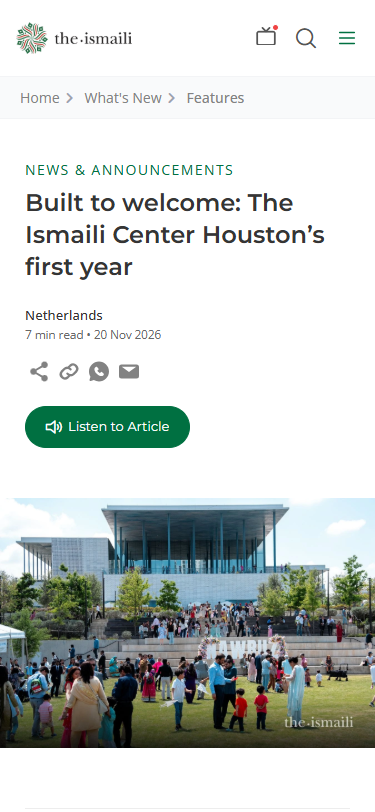 the·ismaili
Home
What's New
Features
NEWS & ANNOUNCEMENTS
Built to welcome: The
Ismaili Center Houston’s
first year
Netherlands
7 min read • 20 Nov 2026
Listen to Article
the·ismaili